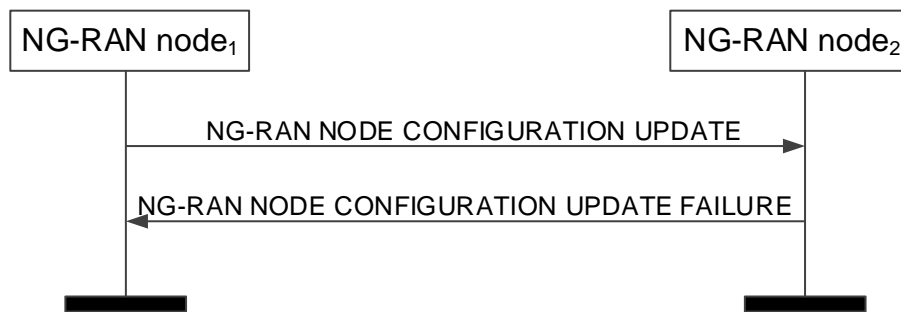 NG-RAN node₁
NG-RAN node₂
NG-RAN NODE CONFIGURATION UPDATE
NG-RAN NODE CONFIGURATION UPDATE FAILURE